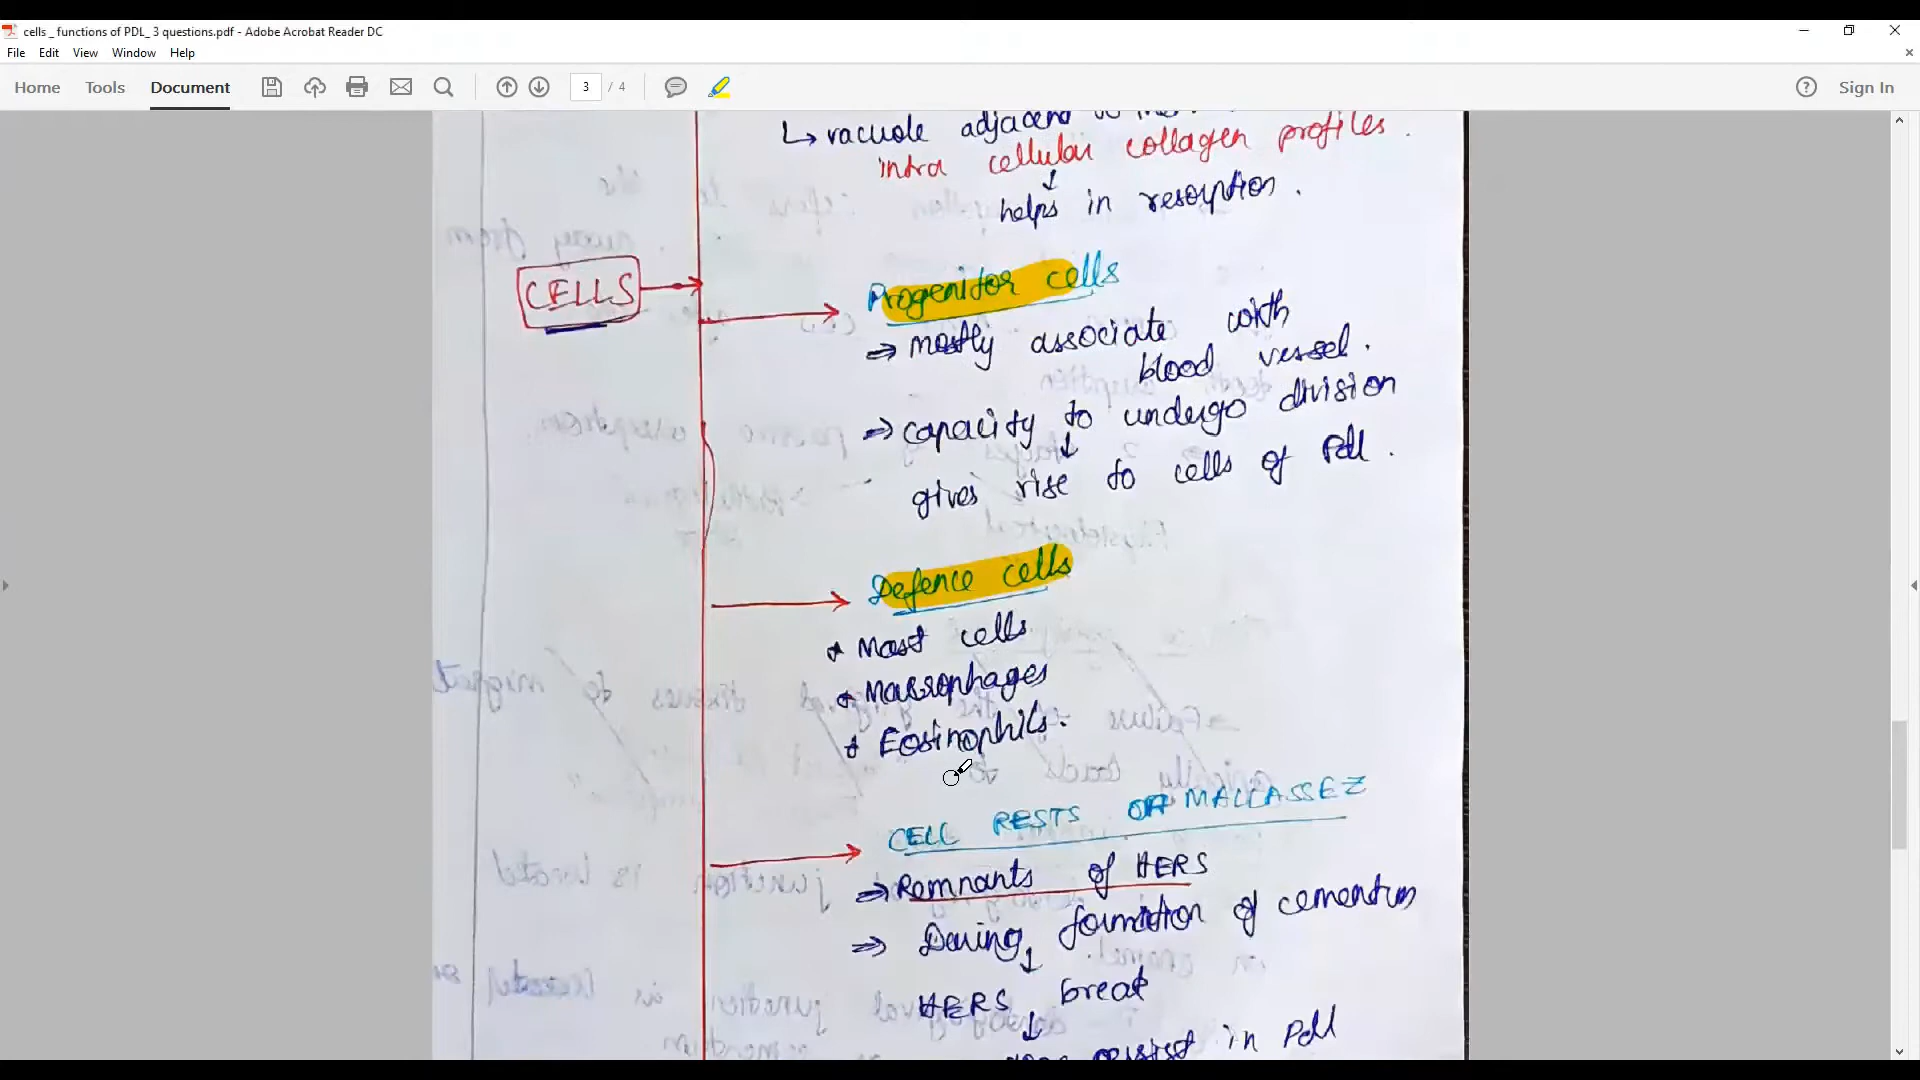 cells _ functions of PDL_ 3 questions.pdf - Adobe Acrobat Reader DC
File Edit View Window Help
Home Tools Document 3 / 4 Sign In
↳ vacuole adjacent
intra cellular collagen profiles .
↓
helps in resorption .
CELLS
Progenitor cells
⇒ mostly associate with
blood vessel .
⇒ capacity to undergo division
↓
gives rise to cells of Pdl .
Defence cells
* Mast cells
* Macrophages
* Eosinophils.
CELL RESTS OF MALLASSEZ
⇒ Remnants of HERS
⇒ During formation of cementum
↓
HERS break
↓
in Pdl